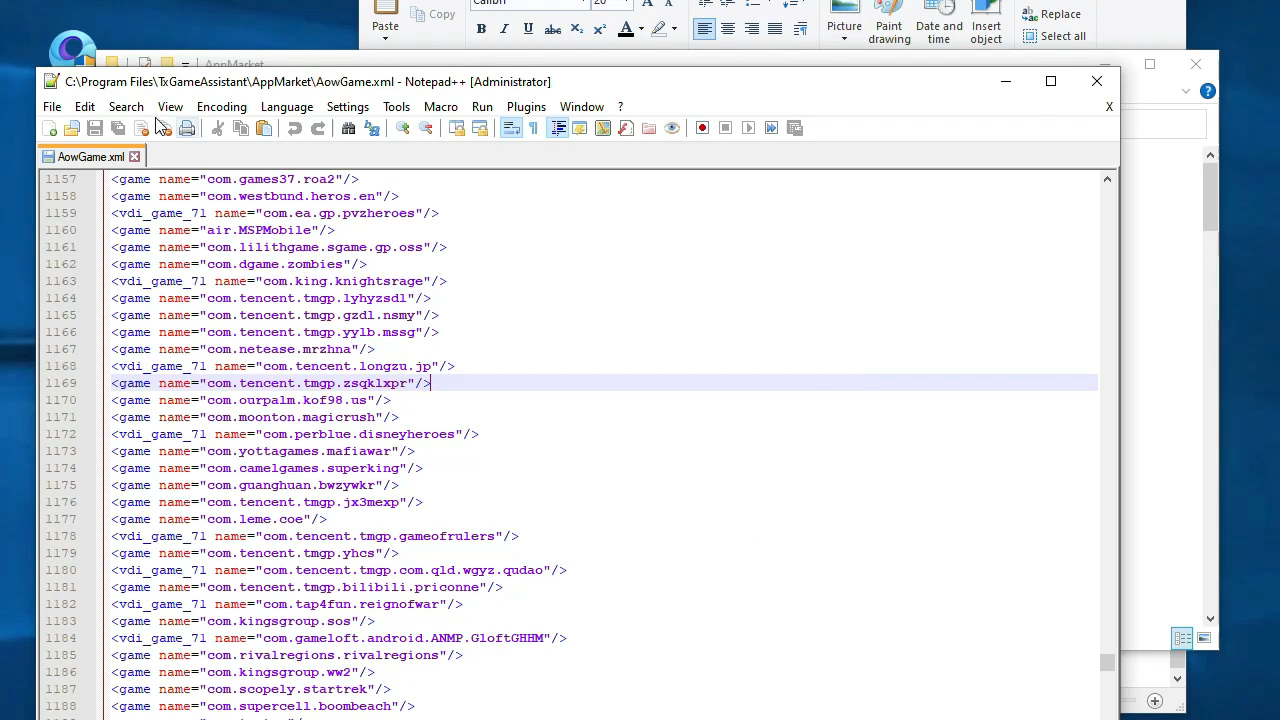 Calibri
20
Paste
Copy
Picture
Paint drawing
Date and time
Insert object
Replace
Select all
AppMarket
C:\Program Files\TxGameAssistant\AppMarket\AowGame.xml - Notepad++ [Administrator]
File Edit Search View Encoding Language Settings Tools Macro Run Plugins Window ? X
AowGame.xml
1157 <game name="com.games37.roa2"/>
1158 <game name="com.westbund.heros.en"/>
1159 <vdi_game_71 name="com.ea.gp.pvzheroes"/>
1160 <game name="air.MSPMobile"/>
1161 <game name="com.lilithgame.sgame.gp.oss"/>
1162 <game name="com.dgame.zombies"/>
1163 <vdi_game_71 name="com.king.knightsrage"/>
1164 <game name="com.tencent.tmgp.lyhyzsdl"/>
1165 <game name="com.tencent.tmgp.gzdl.nsmy"/>
1166 <game name="com.tencent.tmgp.yylb.mssg"/>
1167 <game name="com.netease.mrzhna"/>
1168 <vdi_game_71 name="com.tencent.longzu.jp"/>
1169 <game name="com.tencent.tmgp.zsqklxpr"/>
1170 <game name="com.ourpalm.kof98.us"/>
1171 <game name="com.moonton.magicrush"/>
1172 <vdi_game_71 name="com.perblue.disneyheroes"/>
1173 <game name="com.yottagames.mafiawar"/>
1174 <game name="com.camelgames.superking"/>
1175 <game name="com.guanghuan.bwzywkr"/>
1176 <game name="com.tencent.tmgp.jx3mexp"/>
1177 <game name="com.leme.coe"/>
1178 <vdi_game_71 name="com.tencent.tmgp.gameofrulers"/>
1179 <game name="com.tencent.tmgp.yhcs"/>
1180 <vdi_game_71 name="com.tencent.tmgp.com.qld.wgyz.qudao"/>
1181 <game name="com.tencent.tmgp.bilibili.priconne"/>
1182 <vdi_game_71 name="com.tap4fun.reignofwar"/>
1183 <game name="com.kingsgroup.sos"/>
1184 <vdi_game_71 name="com.gameloft.android.ANMP.GloftGHHM"/>
1185 <game name="com.rivalregions.rivalregions"/>
1186 <game name="com.kingsgroup.ww2"/>
1187 <game name="com.scopely.startrek"/>
1188 <game name="com.supercell.boombeach"/>